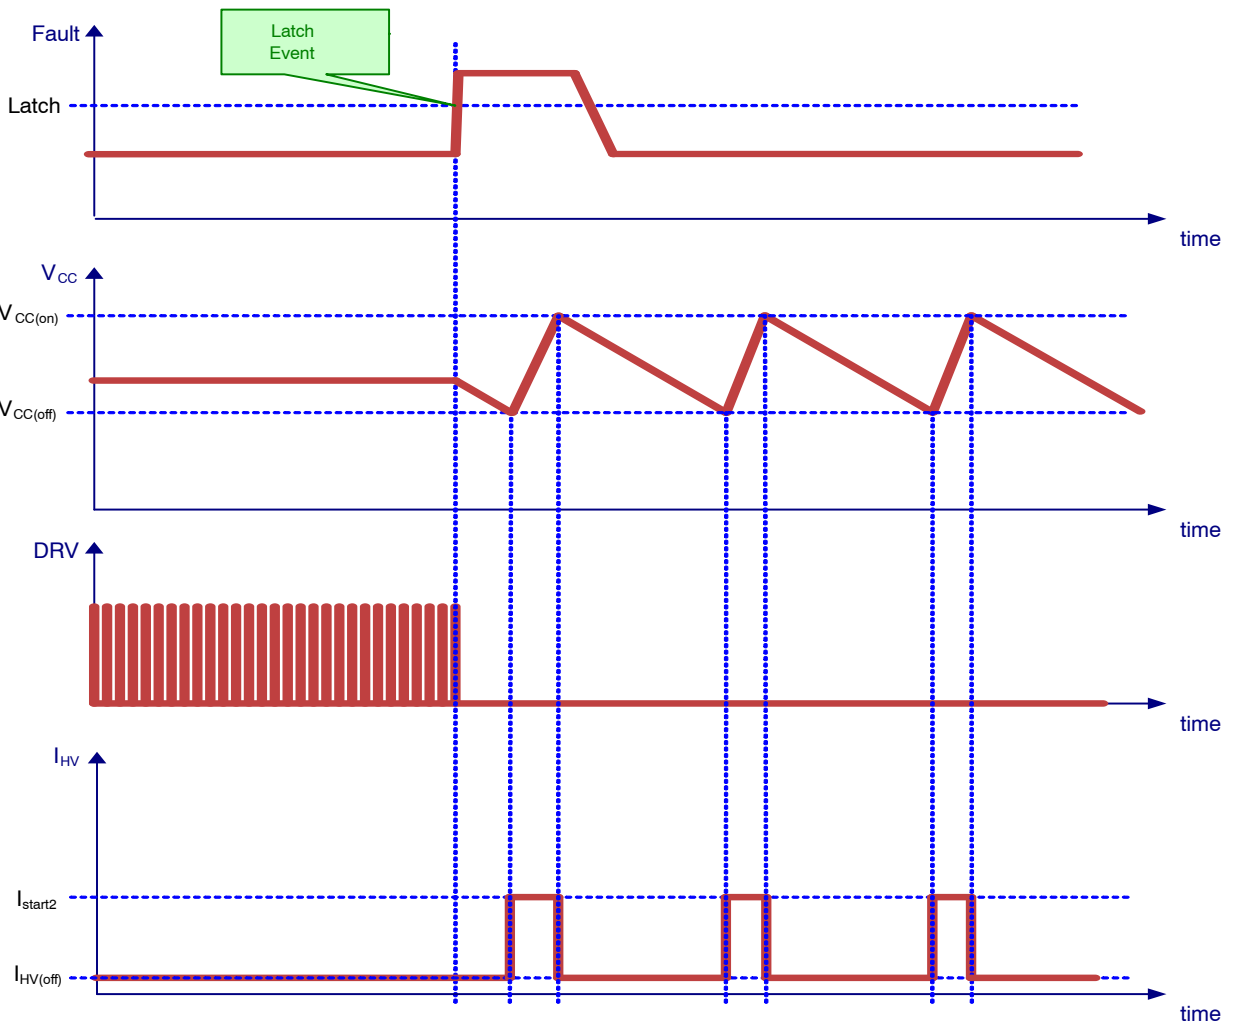 Fault
Latch
Event
Latch
time
VCC
VCC(on)
VCC(off)
time
DRV
time
IHV
Istart2
IHV(off)
time